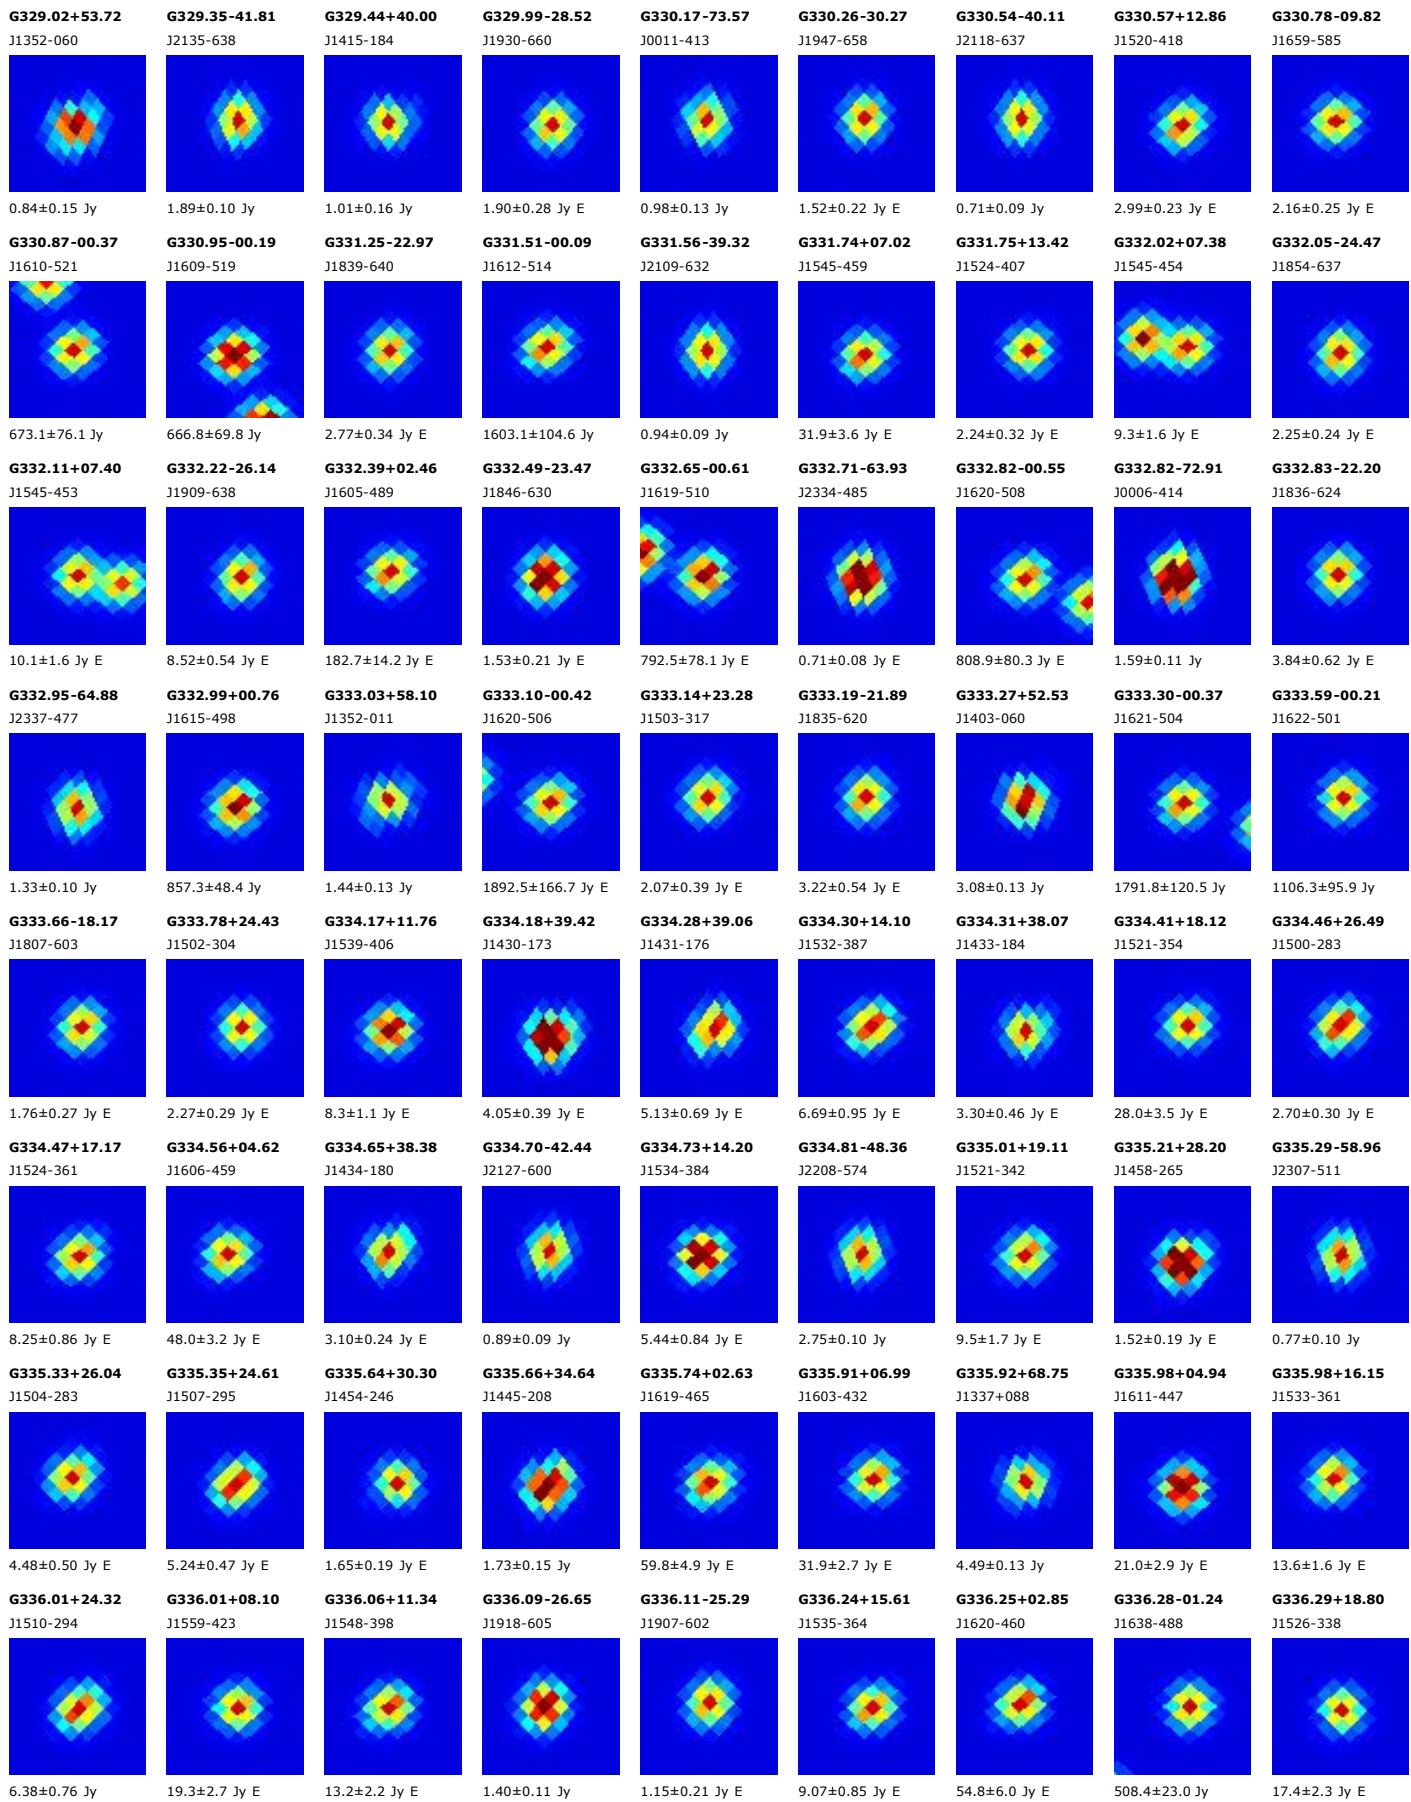 G329.02+53.72 G329.35-41.81 G329.44+40.00 G329.99-28.52 G330.17-73.57 G330.26-30.27 G330.54-40.11 G330.57+12.86 G330.78-09.82
J1352-060 J2135-638 J1415-184 J1930-660 J0011-413 J1947-658 J2118-637 J1520-418 J1659-585
0.84±0.15 Jy 1.89±0.10 Jy 1.01±0.16 Jy 1.90±0.28 Jy E 0.98±0.13 Jy 1.52±0.22 Jy E 0.71±0.09 Jy 2.99±0.23 Jy E 2.16±0.25 Jy E
G330.87-00.37 G330.95-00.19 G331.25-22.97 G331.51-00.09 G331.56-39.32 G331.74+07.02 G331.75+13.42 G332.02+07.38 G332.05-24.47
J1610-521 J1609-519 J1839-640 J1612-514 J2109-632 J1545-459 J1524-407 J1545-454 J1854-637
673.1±76.1 Jy 666.8±69.8 Jy 2.77±0.34 Jy E 1603.1±104.6 Jy 0.94±0.09 Jy 31.9±3.6 Jy E 2.24±0.32 Jy E 9.3±1.6 Jy E 2.25±0.24 Jy E
G332.11+07.40 G332.22-26.14 G332.39+02.46 G332.49-23.47 G332.65-00.61 G332.71-63.93 G332.82-00.55 G332.82-72.91 G332.83-22.20
J1545-453 J1909-638 J1605-489 J1846-630 J1619-510 J2334-485 J1620-508 J0006-414 J1836-624
10.1±1.6 Jy E 8.52±0.54 Jy E 182.7±14.2 Jy E 1.53±0.21 Jy E 792.5±78.1 Jy E 0.71±0.08 Jy E 808.9±80.3 Jy E 1.59±0.11 Jy 3.84±0.62 Jy E
G332.95-64.88 G332.99+00.76 G333.03+58.10 G333.10-00.42 G333.14+23.28 G333.19-21.89 G333.27+52.53 G333.30-00.37 G333.59-00.21
J2337-477 J1615-498 J1352-011 J1620-506 J1503-317 J1835-620 J1403-060 J1621-504 J1622-501
1.33±0.10 Jy 857.3±48.4 Jy 1.44±0.13 Jy 1892.5±166.7 Jy E 2.07±0.39 Jy E 3.22±0.54 Jy E 3.08±0.13 Jy 1791.8±120.5 Jy 1106.3±95.9 Jy
G333.66-18.17 G333.78+24.43 G334.17+11.76 G334.18+39.42 G334.28+39.06 G334.30+14.10 G334.31+38.07 G334.41+18.12 G334.46+26.49
J1807-603 J1502-304 J1539-406 J1430-173 J1431-176 J1532-387 J1433-184 J1521-354 J1500-283
1.76±0.27 Jy E 2.27±0.29 Jy E 8.3±1.1 Jy E 4.05±0.39 Jy E 5.13±0.69 Jy E 6.69±0.95 Jy E 3.30±0.46 Jy E 28.0±3.5 Jy E 2.70±0.30 Jy E
G334.47+17.17 G334.56+04.62 G334.65+38.38 G334.70-42.44 G334.73+14.20 G334.81-48.36 G335.01+19.11 G335.21+28.20 G335.29-58.96
J1524-361 J1606-459 J1434-180 J2127-600 J1534-384 J2208-574 J1521-342 J1458-265 J2307-511
8.25±0.86 Jy E 48.0±3.2 Jy E 3.10±0.24 Jy E 0.89±0.09 Jy 5.44±0.84 Jy E 2.75±0.10 Jy 9.5±1.7 Jy E 1.52±0.19 Jy E 0.77±0.10 Jy
G335.33+26.04 G335.35+24.61 G335.64+30.30 G335.66+34.64 G335.74+02.63 G335.91+06.99 G335.92+68.75 G335.98+04.94 G335.98+16.15
J1504-283 J1507-295 J1454-246 J1445-208 J1619-465 J1603-432 J1337+088 J1611-447 J1533-361
4.48±0.50 Jy E 5.24±0.47 Jy E 1.65±0.19 Jy E 1.73±0.15 Jy 59.8±4.9 Jy E 31.9±2.7 Jy E 4.49±0.13 Jy 21.0±2.9 Jy E 13.6±1.6 Jy E
G336.01+24.32 G336.01+08.10 G336.06+11.34 G336.09-26.65 G336.11-25.29 G336.24+15.61 G336.25+02.85 G336.28-01.24 G336.29+18.80
J1510-294 J1559-423 J1548-398 J1918-605 J1907-602 J1535-364 J1620-460 J1638-488 J1526-338
6.38±0.76 Jy 19.3±2.7 Jy E 13.2±2.2 Jy E 1.40±0.11 Jy 1.15±0.21 Jy E 9.07±0.85 Jy E 54.8±6.0 Jy E 508.4±23.0 Jy 17.4±2.3 Jy E